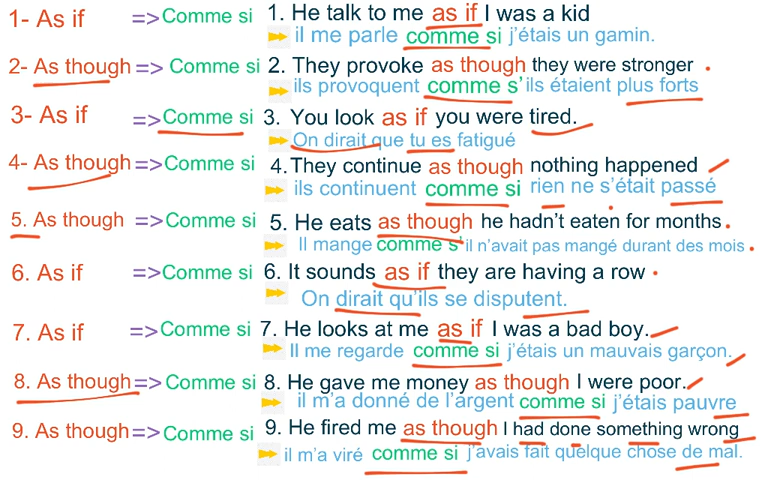 1- As if => Comme si 1. He talk to me as if I was a kid
il me parle comme si j'étais un gamin.
2- As though => Comme si 2. They provoke as though they were stronger .
ils provoquent comme s'ils étaient plus forts
3- As if => Comme si 3. You look as if you were tired.
On dirait que tu es fatigué
4- As though => Comme si 4. They continue as though nothing happened
ils continuent comme si rien ne s'était passé
5. As though => Comme si 5. He eats as though he hadn't eaten for months.
Il mange comme s'il n'avait pas mangé durant des mois.
6. As if => Comme si 6. It sounds as if they are having a row .
On dirait qu'ils se disputent.
7. As if => Comme si 7. He looks at me as if I was a bad boy.
Il me regarde comme si j'étais un mauvais garçon.
8. As though => Comme si 8. He gave me money as though I were poor.
il m'a donné de l'argent comme si j'étais pauvre
9. As though => Comme si 9. He fired me as though I had done something wrong
il m'a viré comme si j'avais fait quelque chose de mal.